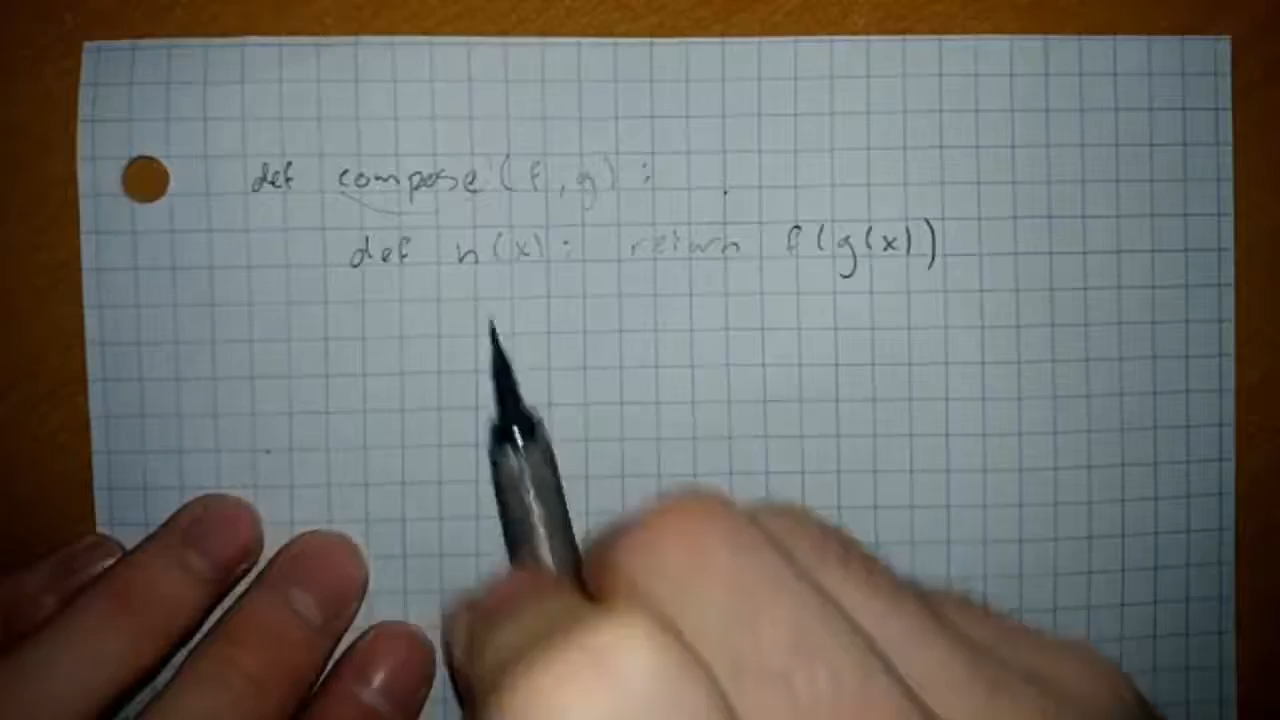 def compose(f,g):
def h(x): return f(g(x))